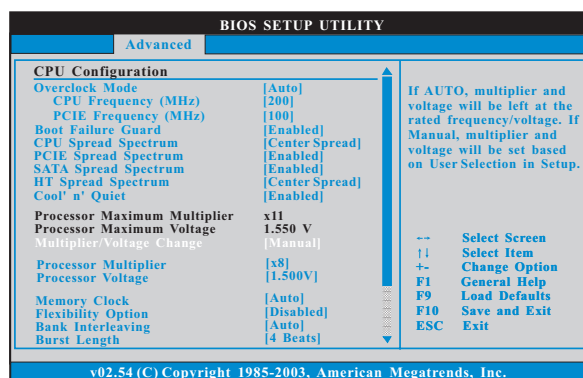 BIOS SETUP UTILITY
Advanced
CPU Configuration
Overclock Mode [Auto]
CPU Frequency (MHz) [200]
PCIE Frequency (MHz) [100]
Boot Failure Guard [Enabled]
CPU Spread Spectrum [Center Spread]
PCIE Spread Spectrum [Enabled]
SATA Spread Spectrum [Enabled]
HT Spread Spectrum [Center Spread]
Cool' n' Quiet [Enabled]
Processor Maximum Multiplier x11
Processor Maximum Voltage 1.550 V
Multiplier/Voltage Change [Manual]
Processor Multiplier [x8]
Processor Voltage [1.500V]
Memory Clock [Auto]
Flexibility Option [Disabled]
Bank Interleaving [Auto]
Burst Length [4 Beats]
If AUTO, multiplier and
voltage will be left at the
rated frequency/voltage. If
Manual, multiplier and
voltage will be set based
on User Selection in Setup.
←→ Select Screen
↑↓ Select Item
+- Change Option
F1 General Help
F9 Load Defaults
F10 Save and Exit
ESC Exit
v02.54 (C) Copyright 1985-2003, American Megatrends, Inc.